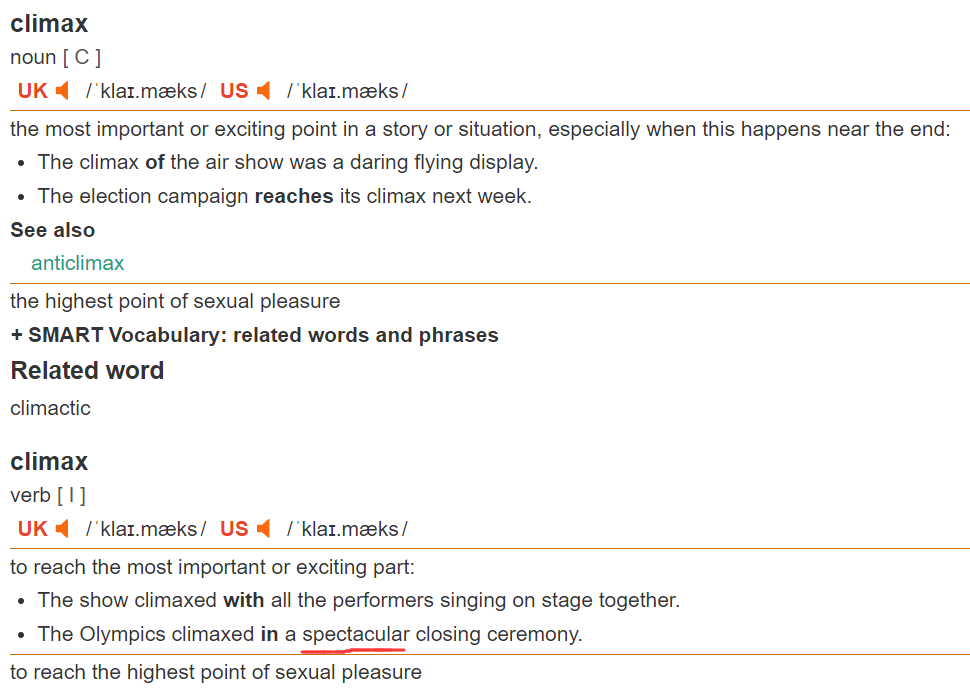 climax
noun [ C ]
UK /ˈklaɪ.mæks/ US /ˈklaɪ.mæks/
the most important or exciting point in a story or situation, especially when this happens near the end:
• The climax of the air show was a daring flying display.
• The election campaign reaches its climax next week.
See also
anticlimax
the highest point of sexual pleasure
+ SMART Vocabulary: related words and phrases
Related word
climactic
climax
verb [ I ]
UK /ˈklaɪ.mæks/ US /ˈklaɪ.mæks/
to reach the most important or exciting part:
• The show climaxed with all the performers singing on stage together.
• The Olympics climaxed in a spectacular closing ceremony.
to reach the highest point of sexual pleasure